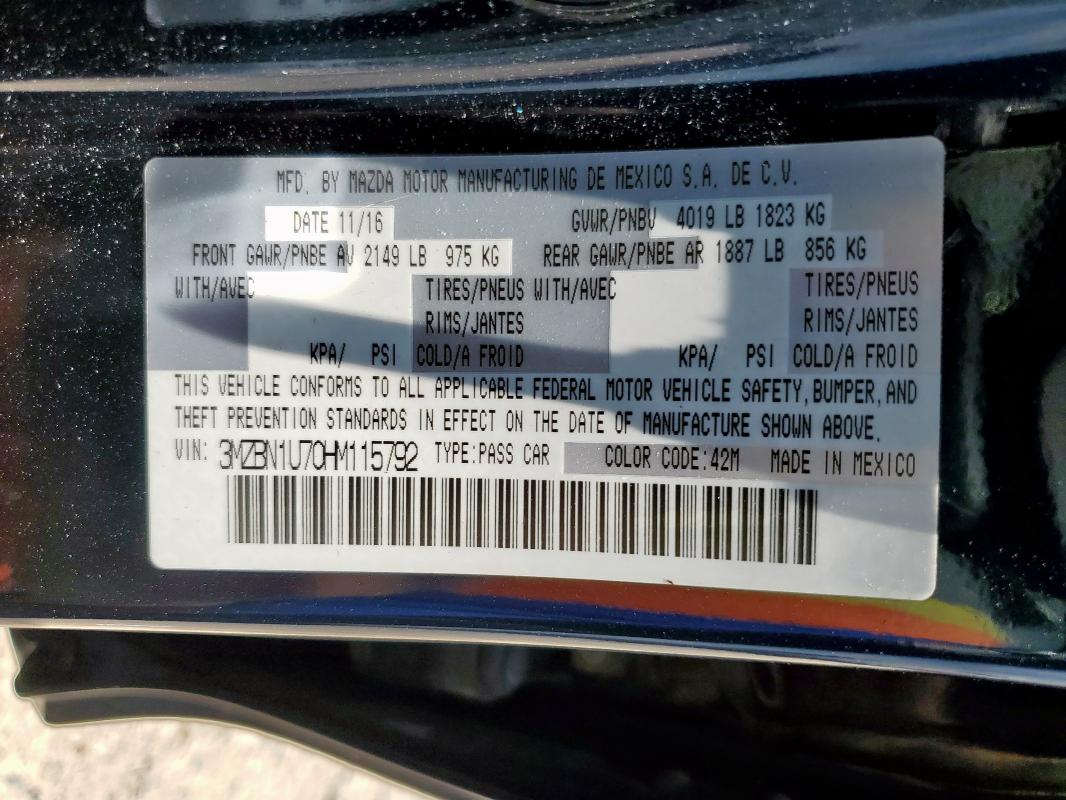 MFD. BY MAZDA MOTOR MANUFACTURING DE MEXICO S.A. DE C.V.
DATE 11/16 GVWR/PNBV 4019 LB 1823 KG
FRONT GAWR/PNBE AV 2149 LB 975 KG REAR GAWR/PNBE AR 1887 LB 856 KG
WITH/AVEC TIRES/PNEUS WITH/AVEC TIRES/PNEUS
RIMS/JANTES RIMS/JANTES
KPA/ PSI COLD/A FROID KPA/ PSI COLD/A FROID
THIS VEHICLE CONFORMS TO ALL APPLICABLE FEDERAL MOTOR VEHICLE SAFETY, BUMPER, AND
THEFT PREVENTION STANDARDS IN EFFECT ON THE DATE OF MANUFACTURE SHOWN ABOVE.
VIN: 3MZBN1U70HM115792 TYPE:PASS CAR COLOR CODE:42M MADE IN MEXICO